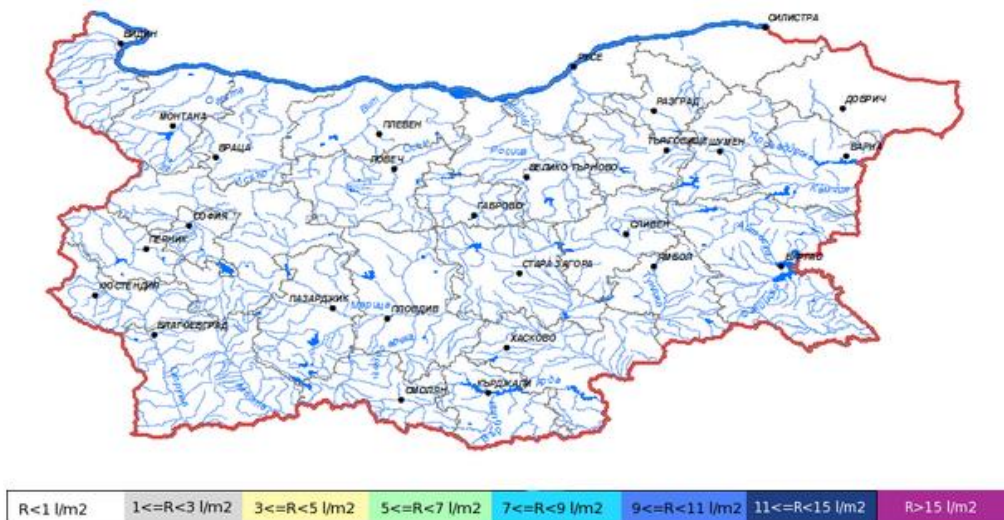 СИЛИСТРА
ВИДИН
РУСЕ
ДОБРИЧ
РАЗГРАД
МОНТАНА
ПЛЕВЕН
ТЪРГОВИЩЕ
ШУМЕН
ВАРНА
ВРАЦА
ЛОВЕЧ
ВЕЛИКО ТЪРНОВО
ГАБРОВО
СОФИЯ
СЛИВЕН
ПЕРНИК
ЯМБОЛ
БУРГАС
СТАРА ЗАГОРА
КЮСТЕНДИЛ
ПАЗАРДЖИК
Марица
ПЛОВДИВ
БЛАГОЕВГРАД
ХАСКОВО
КЪРДЖАЛИ
СМОЛЯН
R<1 l/m2 1<=R<3 l/m2 3<=R<5 l/m2 5<=R<7 l/m2 7<=R<9 l/m2 9<=R<11 l/m2 11<=R<15 l/m2 R>15 l/m2